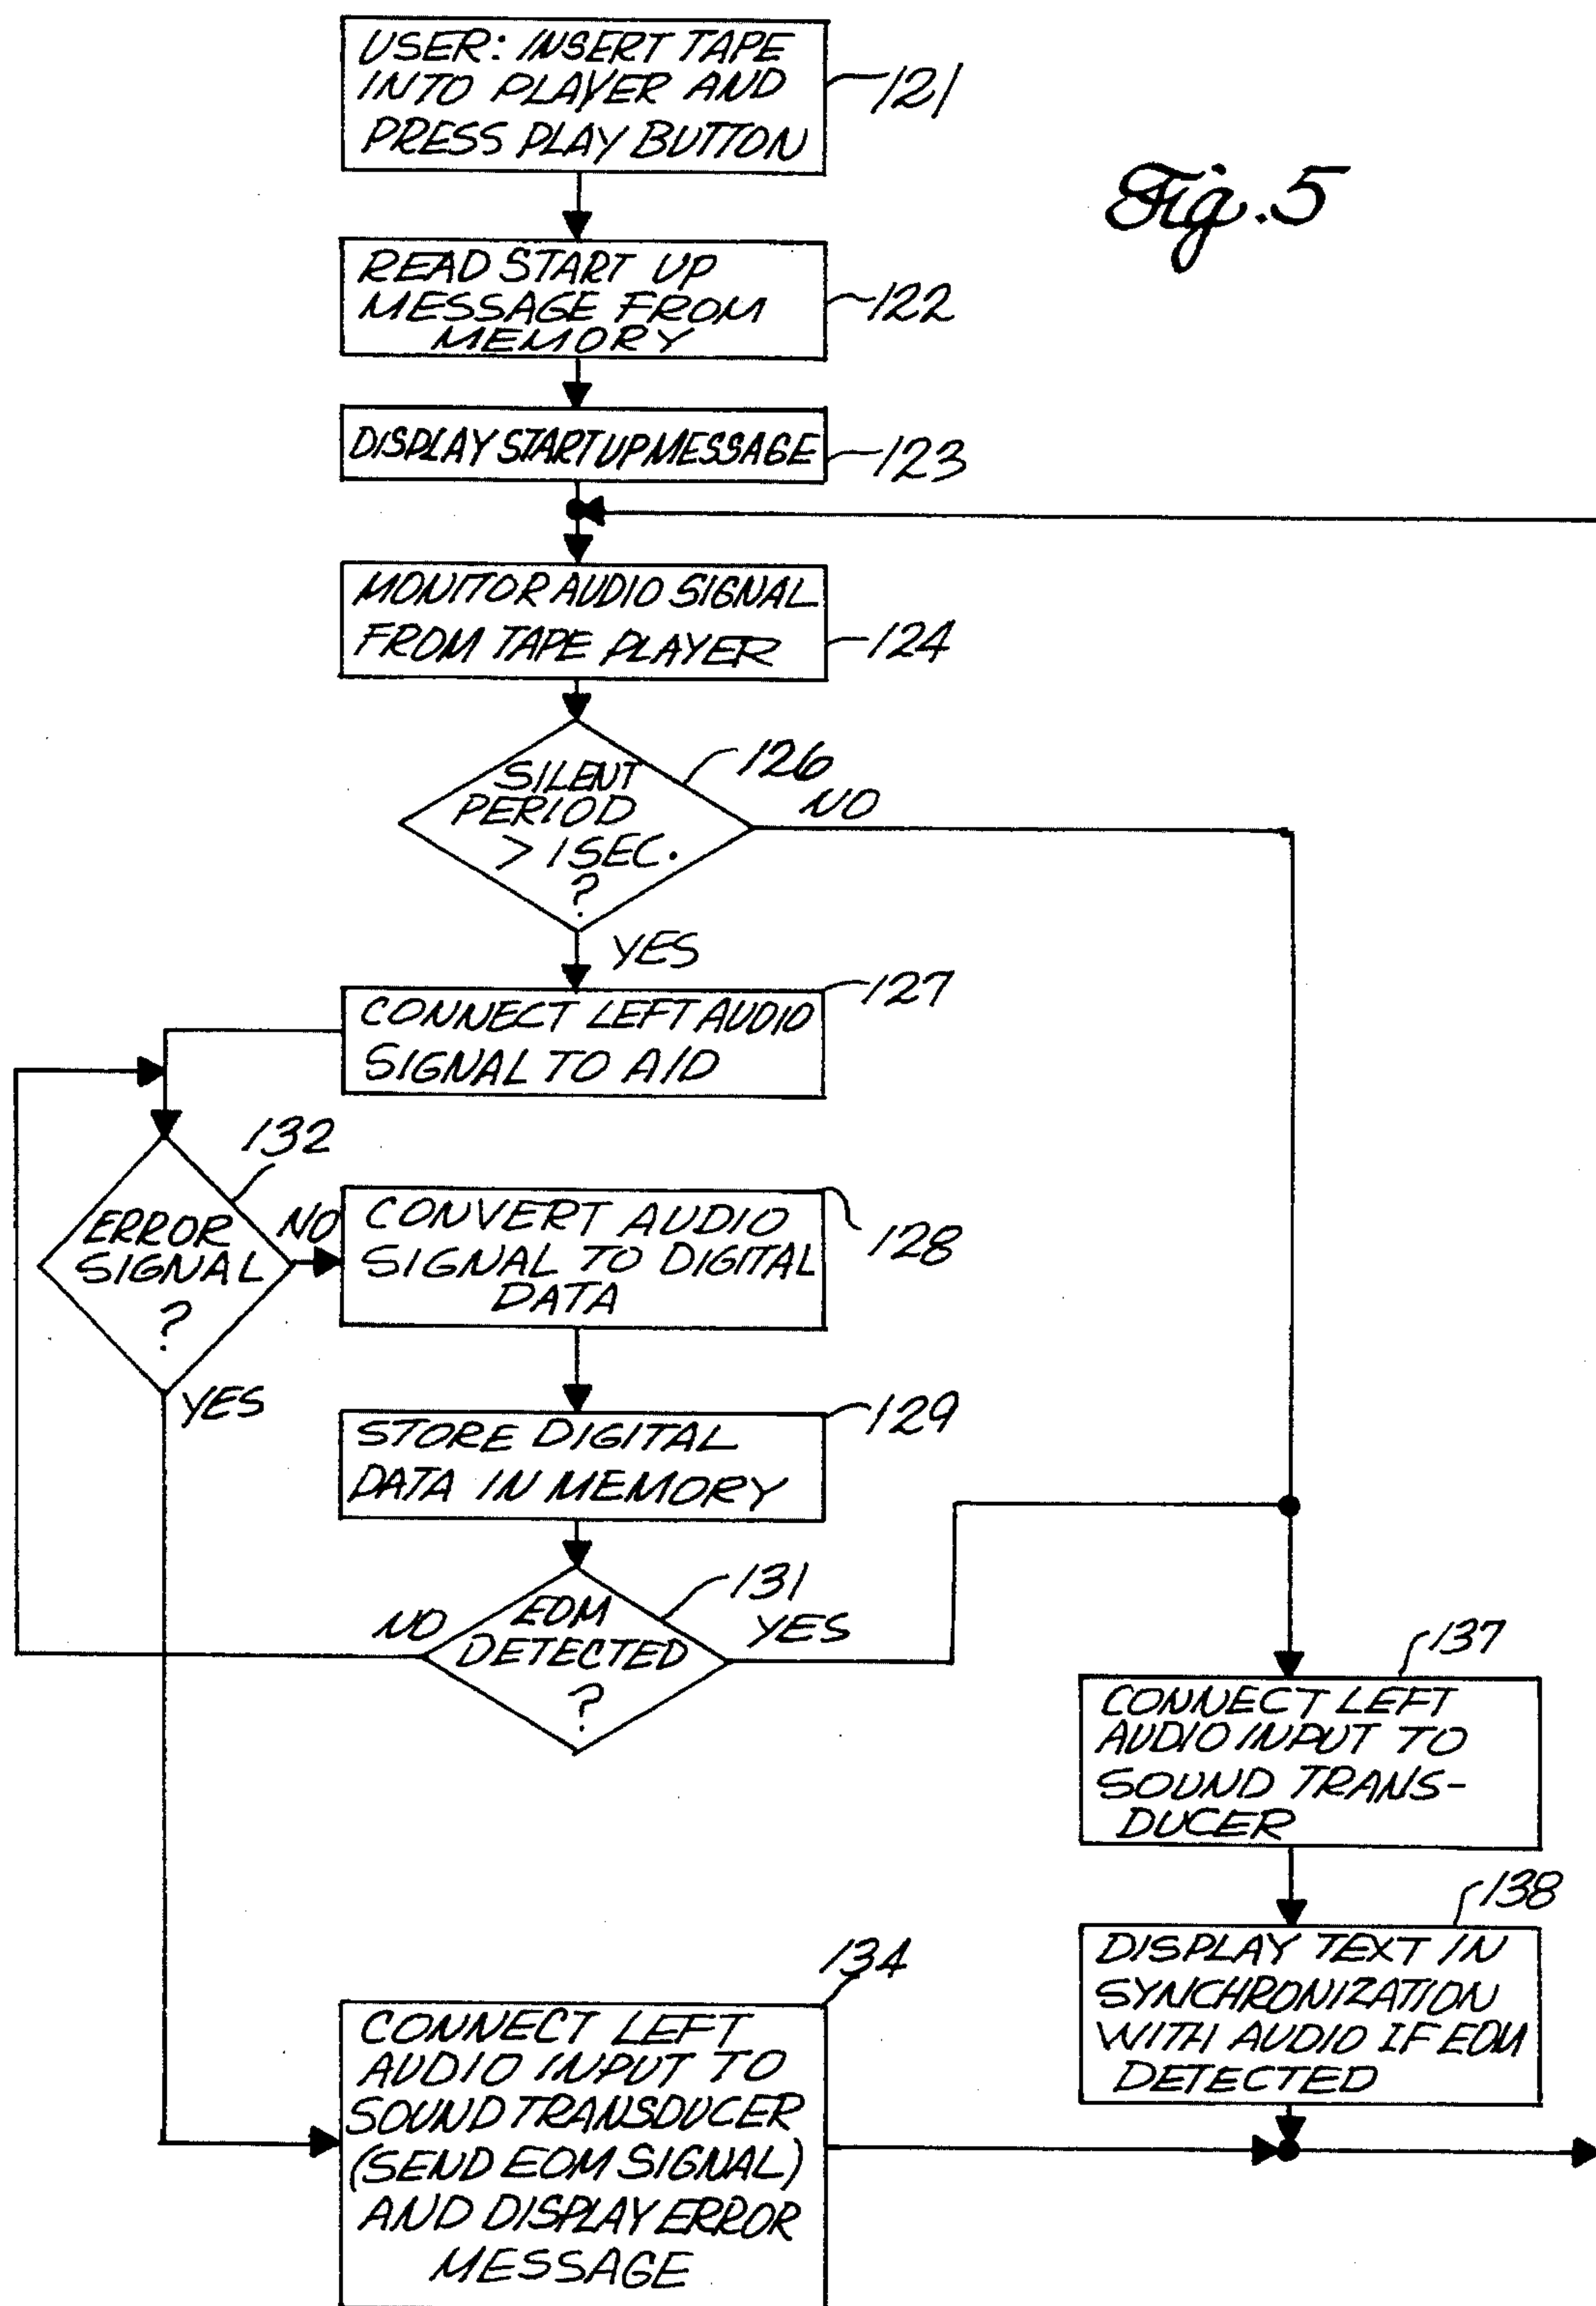 USER: INSERT TAPE
INTO PLAYER AND
PRESS PLAY BUTTON
121
Fig. 5
READ START UP
MESSAGE FROM
MEMORY
122
DISPLAY START UP MESSAGE
123
MONITOR AUDIO SIGNAL
FROM TAPE PLAYER
124
SILENT
PERIOD
> 1 SEC.
?
126
NO
YES
CONNECT LEFT AUDIO
SIGNAL TO A/D
127
132
ERROR
SIGNAL
?
NO
YES
CONVERT AUDIO
SIGNAL TO DIGITAL
DATA
128
STORE DIGITAL
DATA IN MEMORY
129
EOM
DETECTED
?
131
NO
YES
137
CONNECT LEFT
AUDIO INPUT TO
SOUND TRANS-
DUCER
138
DISPLAY TEXT IN
SYNCHRONIZATION
WITH AUDIO IF EOM
DETECTED
134
CONNECT LEFT
AUDIO INPUT TO
SOUND TRANSDUCER
(SEND EOM SIGNAL)
AND DISPLAY ERROR
MESSAGE